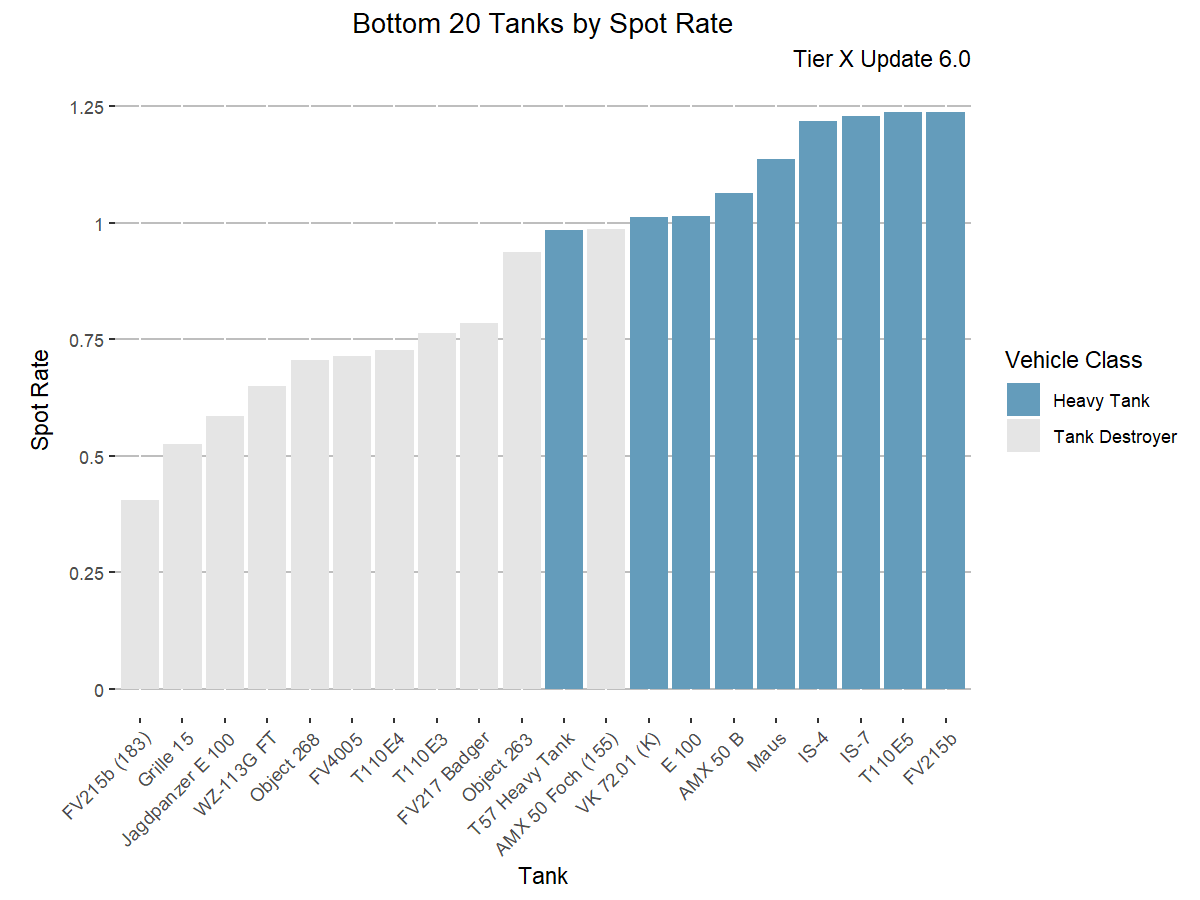 Bottom 20 Tanks by Spot Rate
Tier X Update 6.0
1.25
1
0.75
0.5
0.25
0
Spot Rate
FV215b (183)
Grille 15
Jagdpanzer E 100
WZ-113G FT
Object 268
FV4005
T110E4
T110E3
FV217 Badger
Object 263
T57 Heavy Tank
AMX 50 Foch (155)
VK 72.01 (K)
E 100
AMX 50 B
Maus
IS-4
IS-7
T110E5
FV215b
Tank
Vehicle Class
Heavy Tank
Tank Destroyer